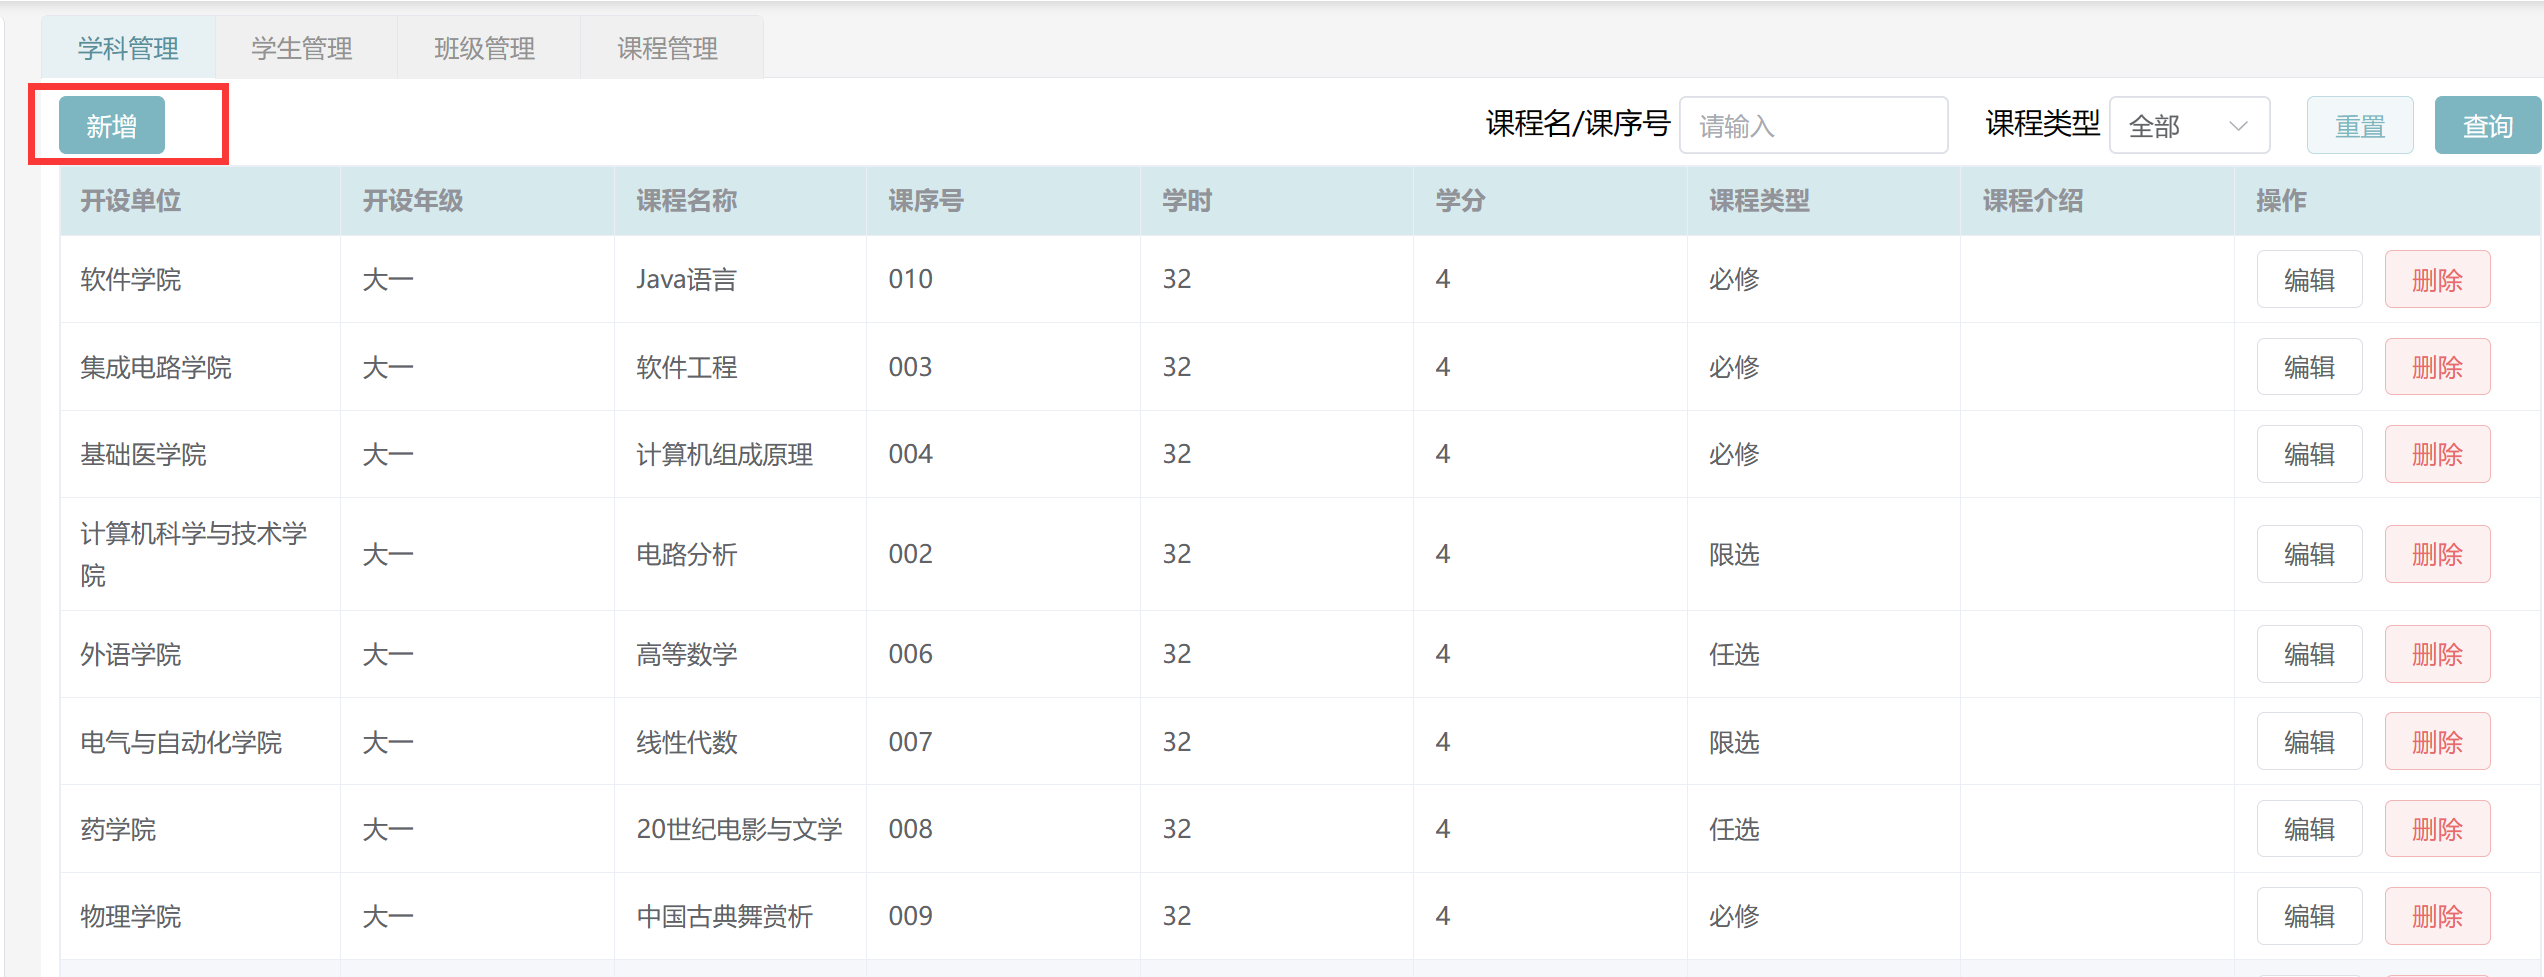 学科管理 学生管理 班级管理 课程管理
新增 课程名/课序号 请输入 课程类型 全部 重置 查询
开设单位 开设年级 课程名称 课序号 学时 学分 课程类型 课程介绍 操作
软件学院 大一 Java语言 010 32 4 必修 编辑 删除
集成电路学院 大一 软件工程 003 32 4 必修 编辑 删除
基础医学院 大一 计算机组成原理 004 32 4 必修 编辑 删除
计算机科学与技术学
院 大一 电路分析 002 32 4 限选 编辑 删除
外语学院 大一 高等数学 006 32 4 任选 编辑 删除
电气与自动化学院 大一 线性代数 007 32 4 限选 编辑 删除
药学院 大一 20世纪电影与文学 008 32 4 任选 编辑 删除
物理学院 大一 中国古典舞赏析 009 32 4 必修 编辑 删除